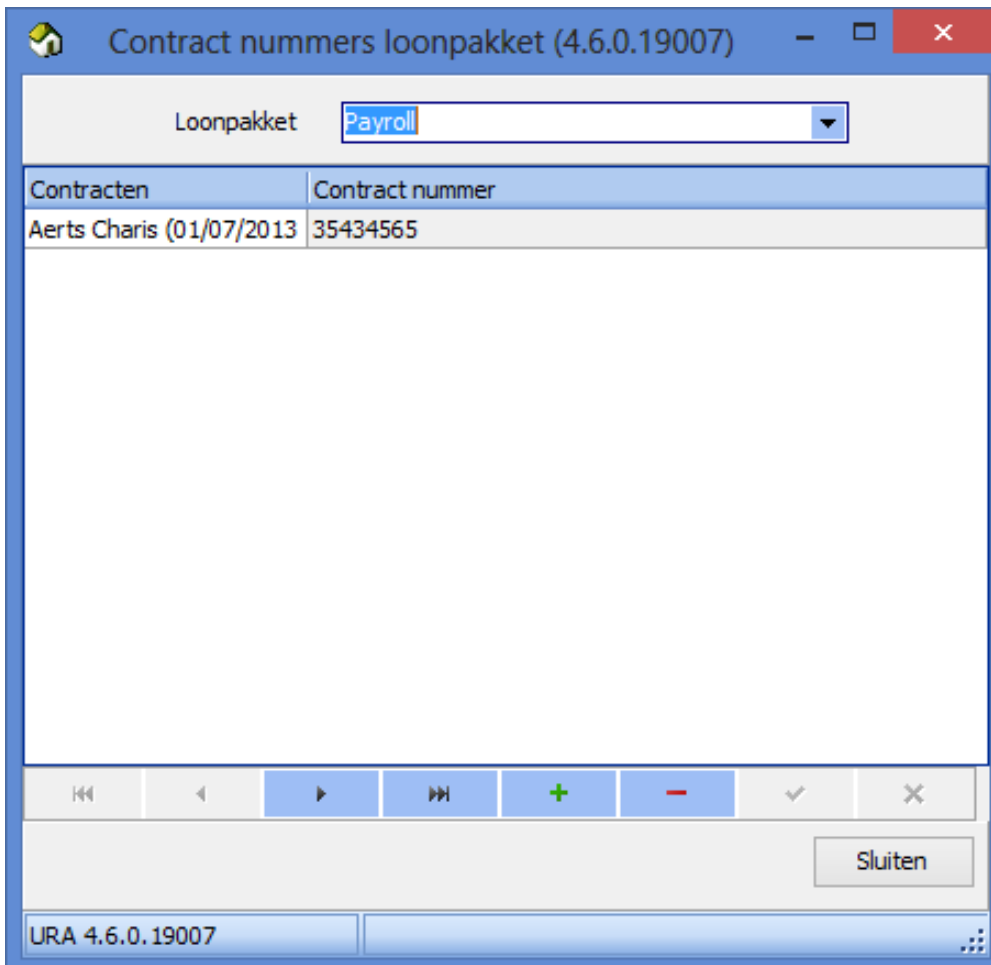 Contract nummers loonpakket (4.6.0.19007)
Loonpakket Payroll
Contracten Contract nummer
Aerts Charis (01/07/2013 35434565
Sluiten
URA 4.6.0.19007